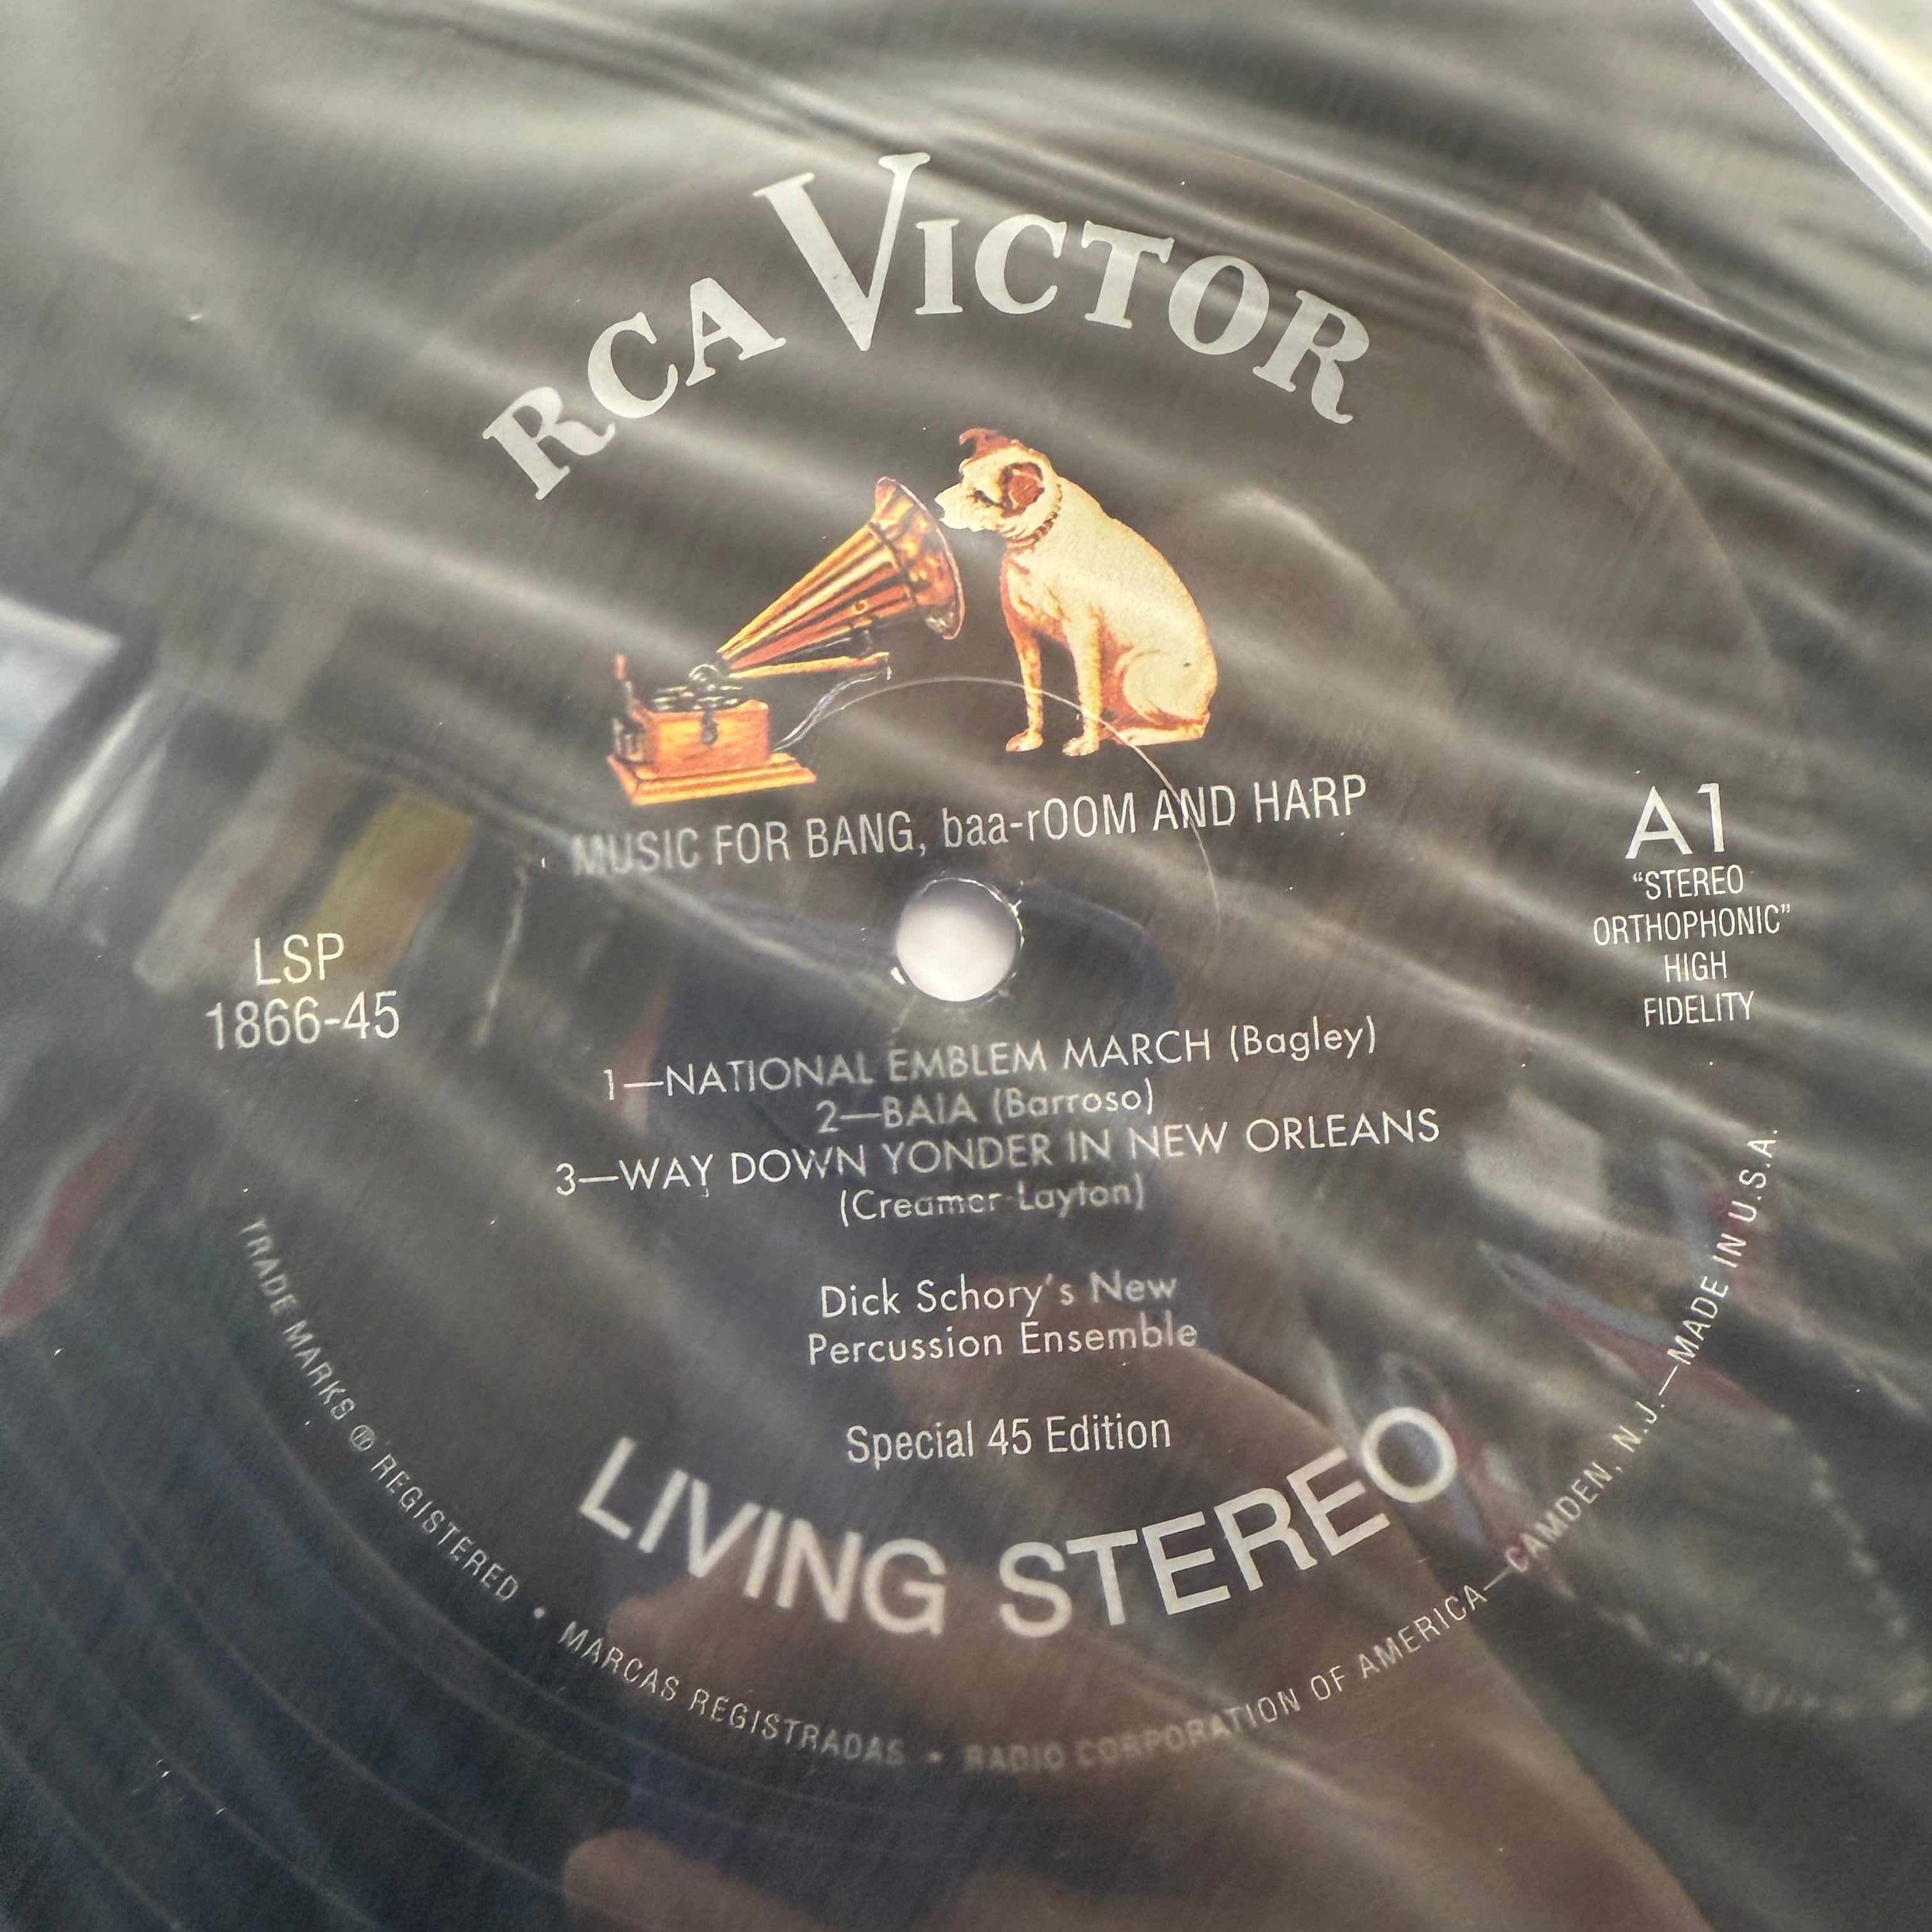 RCA VICTOR
MUSIC FOR BANG, baa-rOOM AND HARP
LSP
1866-45
A1
“STEREO
ORTHOPHONIC”
HIGH
FIDELITY
1—NATIONAL EMBLEM MARCH (Bagley)
2—BAIA (Barroso)
3—WAY DOWN YONDER IN NEW ORLEANS
(Creamer-Layton)
Dick Schory's New
Percussion Ensemble
Special 45 Edition
LIVING STEREO
TRADE MARKS ® REGISTERED • MARCAS REGISTRADAS • RADIO CORPORATION OF AMERICA—CAMDEN, N.J.—MADE IN U.S.A.